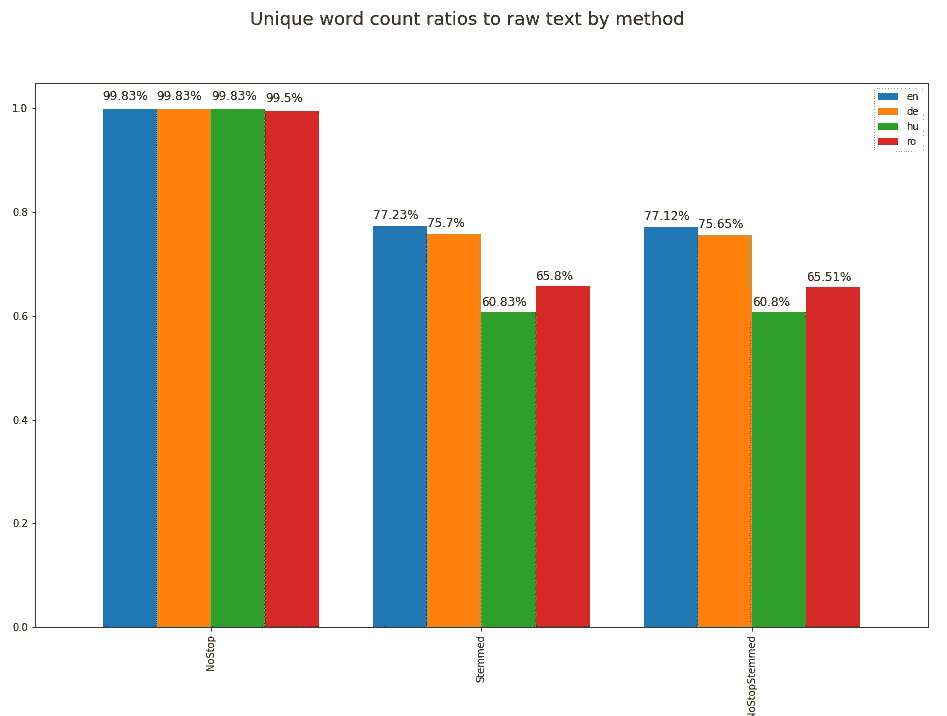 Unique word count ratios to raw text by method
99.83% 99.83% 99.83% 99.5%
77.23% 75.7% 60.83% 65.8%
77.12% 75.65% 60.8% 65.51%
en
de
hu
ro
1.0
0.8
0.6
0.4
0.2
0.0
NoStop
Stemmed
NoStopStemmed